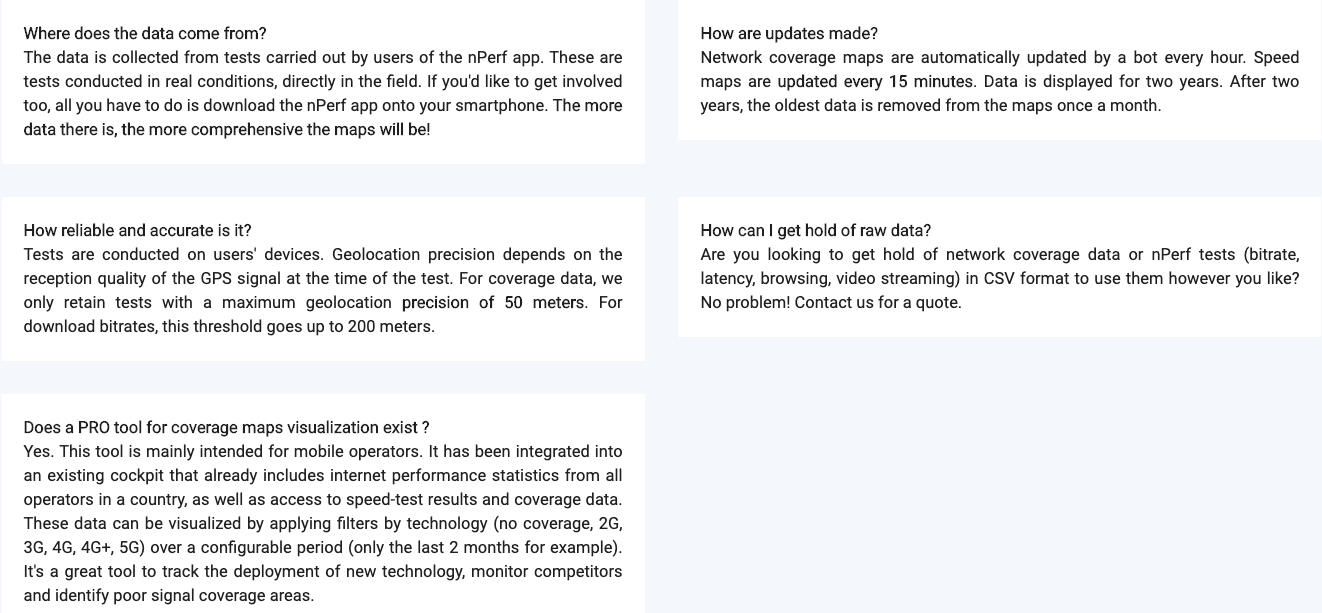 Where does the data come from?
The data is collected from tests carried out by users of the nPerf app. These are
tests conducted in real conditions, directly in the field. If you'd like to get involved
too, all you have to do is download the nPerf app onto your smartphone. The more
data there is, the more comprehensive the maps will be!
How are updates made?
Network coverage maps are automatically updated by a bot every hour. Speed
maps are updated every 15 minutes. Data is displayed for two years. After two
years, the oldest data is removed from the maps once a month.
How reliable and accurate is it?
Tests are conducted on users' devices. Geolocation precision depends on the
reception quality of the GPS signal at the time of the test. For coverage data, we
only retain tests with a maximum geolocation precision of 50 meters. For
download bitrates, this threshold goes up to 200 meters.
How can I get hold of raw data?
Are you looking to get hold of network coverage data or nPerf tests (bitrate,
latency, browsing, video streaming) in CSV format to use them however you like?
No problem! Contact us for a quote.
Does a PRO tool for coverage maps visualization exist ?
Yes. This tool is mainly intended for mobile operators. It has been integrated into
an existing cockpit that already includes internet performance statistics from all
operators in a country, as well as access to speed-test results and coverage data.
These data can be visualized by applying filters by technology (no coverage, 2G,
3G, 4G, 4G+, 5G) over a configurable period (only the last 2 months for example).
It's a great tool to track the deployment of new technology, monitor competitors
and identify poor signal coverage areas.